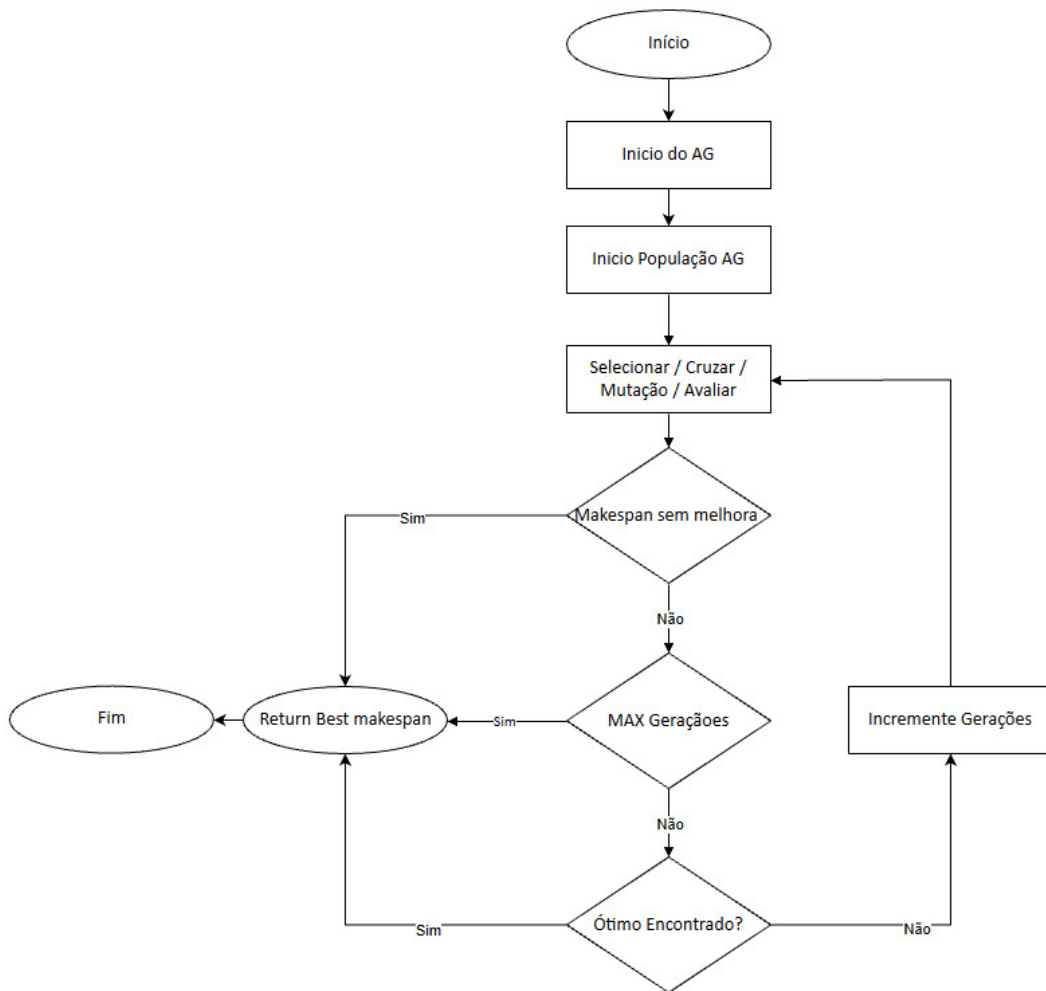 Início
Inicio do AG
Inicio População AG
Selecionar / Cruzar /
Mutação / Avaliar
Makespan sem melhora
Sim
Não
Fim
Return Best makespan
Sim
MAX Geraçãoes
Incremente Gerações
Não
Ótimo Encontrado?
Sim
Não